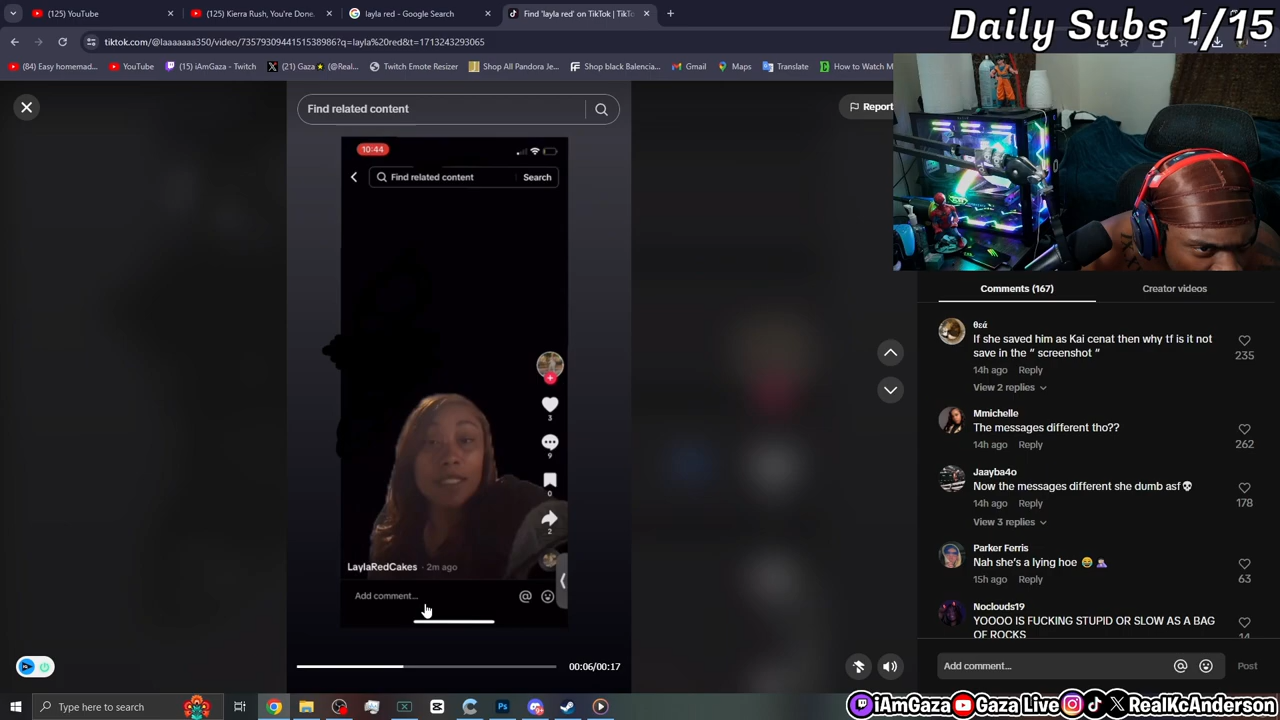 (125) YouTube
(125) Kierra Rush, You're Done.
layla red - Google Search
Find 'layla red' on TikTok | TikTo
Daily Subs 1/15
tiktok.com/@laaaaaaa350/video/7357930944151538986?q=layla%20red&t=1713243293065
(84) Easy homemad...
YouTube
(15) iAmGaza - Twitch
(@Real...
Twitch Emote Resizer
Shop An Pandora Je...
Shop black Balencia...
Gmail
Maps
Translate
How to Watch M
Find related content
Report
10:44
Find related content
Search
3
9
0
2
LaylaRedCakes · 2m ago
Add comment...
00:06/00:17
Comments (167)
Creator videos
θεά
If she saved him as Kai cenat then why tf is it not
save in the " screenshot "
235
14h ago Reply
View 2 replies
Mmichelle
The messages different tho??
262
14h ago Reply
Jaayba4o
Now the messages different she dumb asf
178
14h ago Reply
View 3 replies
Parker Ferris
Nah she's a lying hoe
63
15h ago Reply
Noclouds19
YOOOO IS FUCKING STUPID OR SLOW AS A BAG
OF ROCKS
14
Add comment...
Post
Type here to search
Ps
iAmGaza
Gaza Live
RealKcAnderson